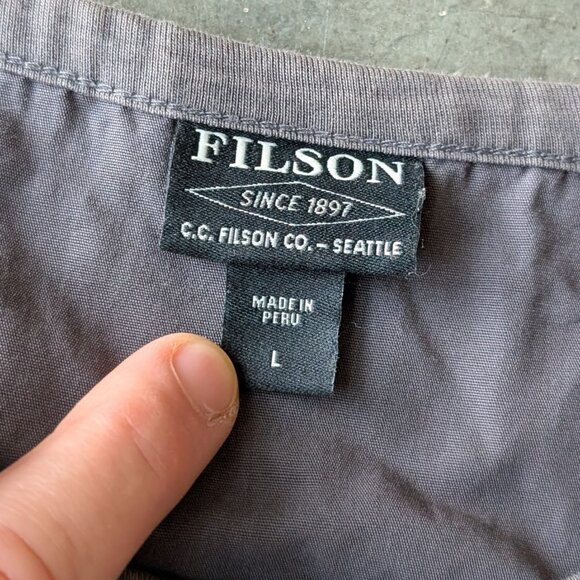 FILSON
SINCE 1897
C.C. FILSON CO. – SEATTLE
MADE IN
PERU
L